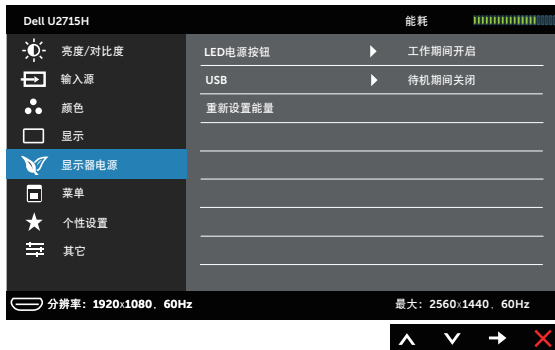 Dell U2715H 能耗
亮度/对比度 LED电源按钮 工作期间开启
输入源 USB 待机期间关闭
颜色 重新设置能量
显示
显示器电源
菜单
个性设置
其它
分辨率：1920x1080，60Hz 最大：2560x1440，60Hz